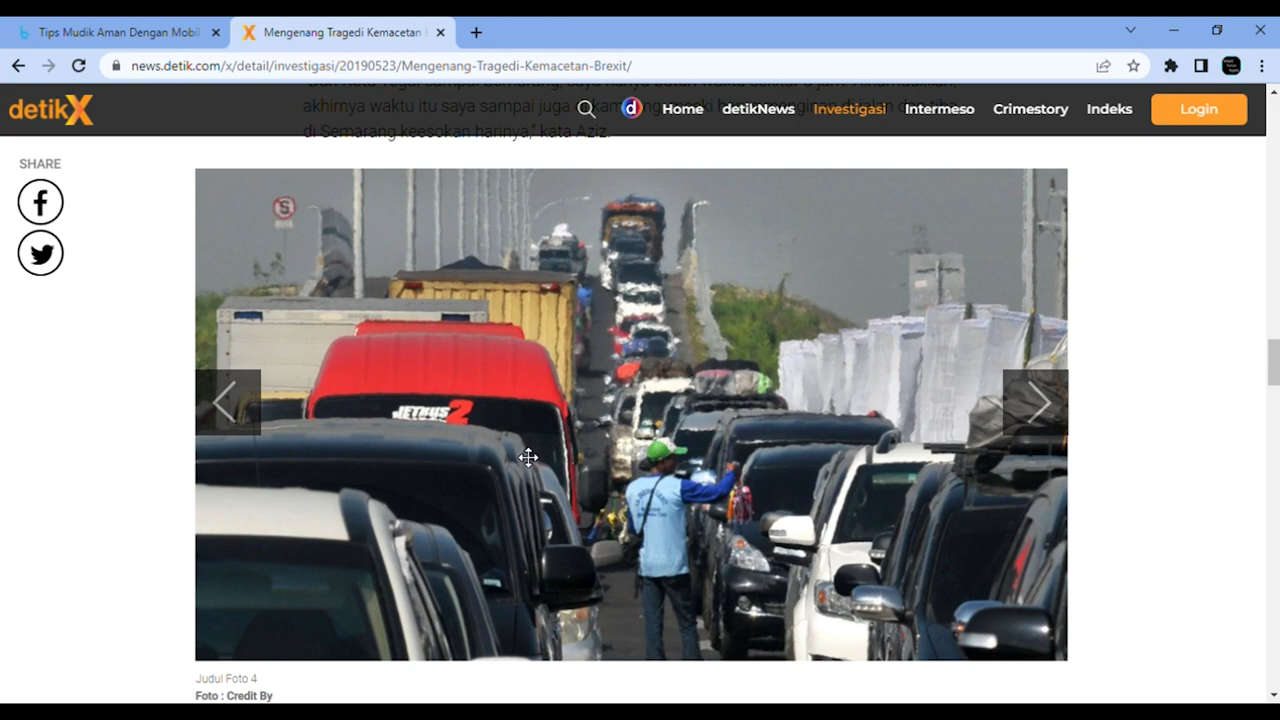 Tips Mudik Aman Dengan Mobil
Mengenang Tragedi Kemacetan
news.detik.com/x/detail/investigasi/20190523/Mengenang-Tragedi-Kemacetan-Brexit/
detikX
d
Home
detikNews
Investigasi
Intermeso
Crimestory
Indeks
Login
akhirnya waktu itu saya sampai juga
di Semarang keesokan harinya," kata Aziz.
SHARE
S
JETBUS 2
Judul Foto 4
Foto : Credit By